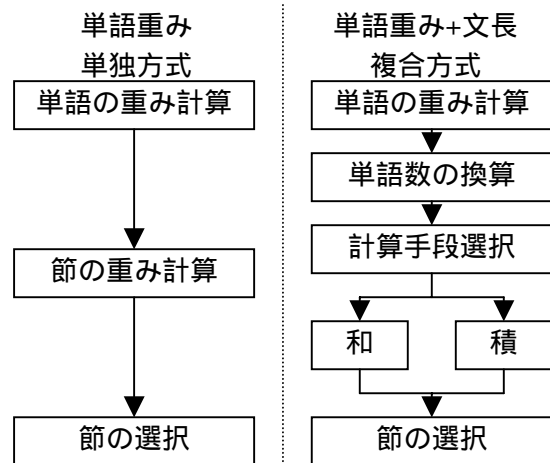 単語重み
単独方式
単語の重み計算
節の重み計算
節の選択
単語重み+文長
複合方式
単語の重み計算
単語数の換算
計算手段選択
和
積
節の選択